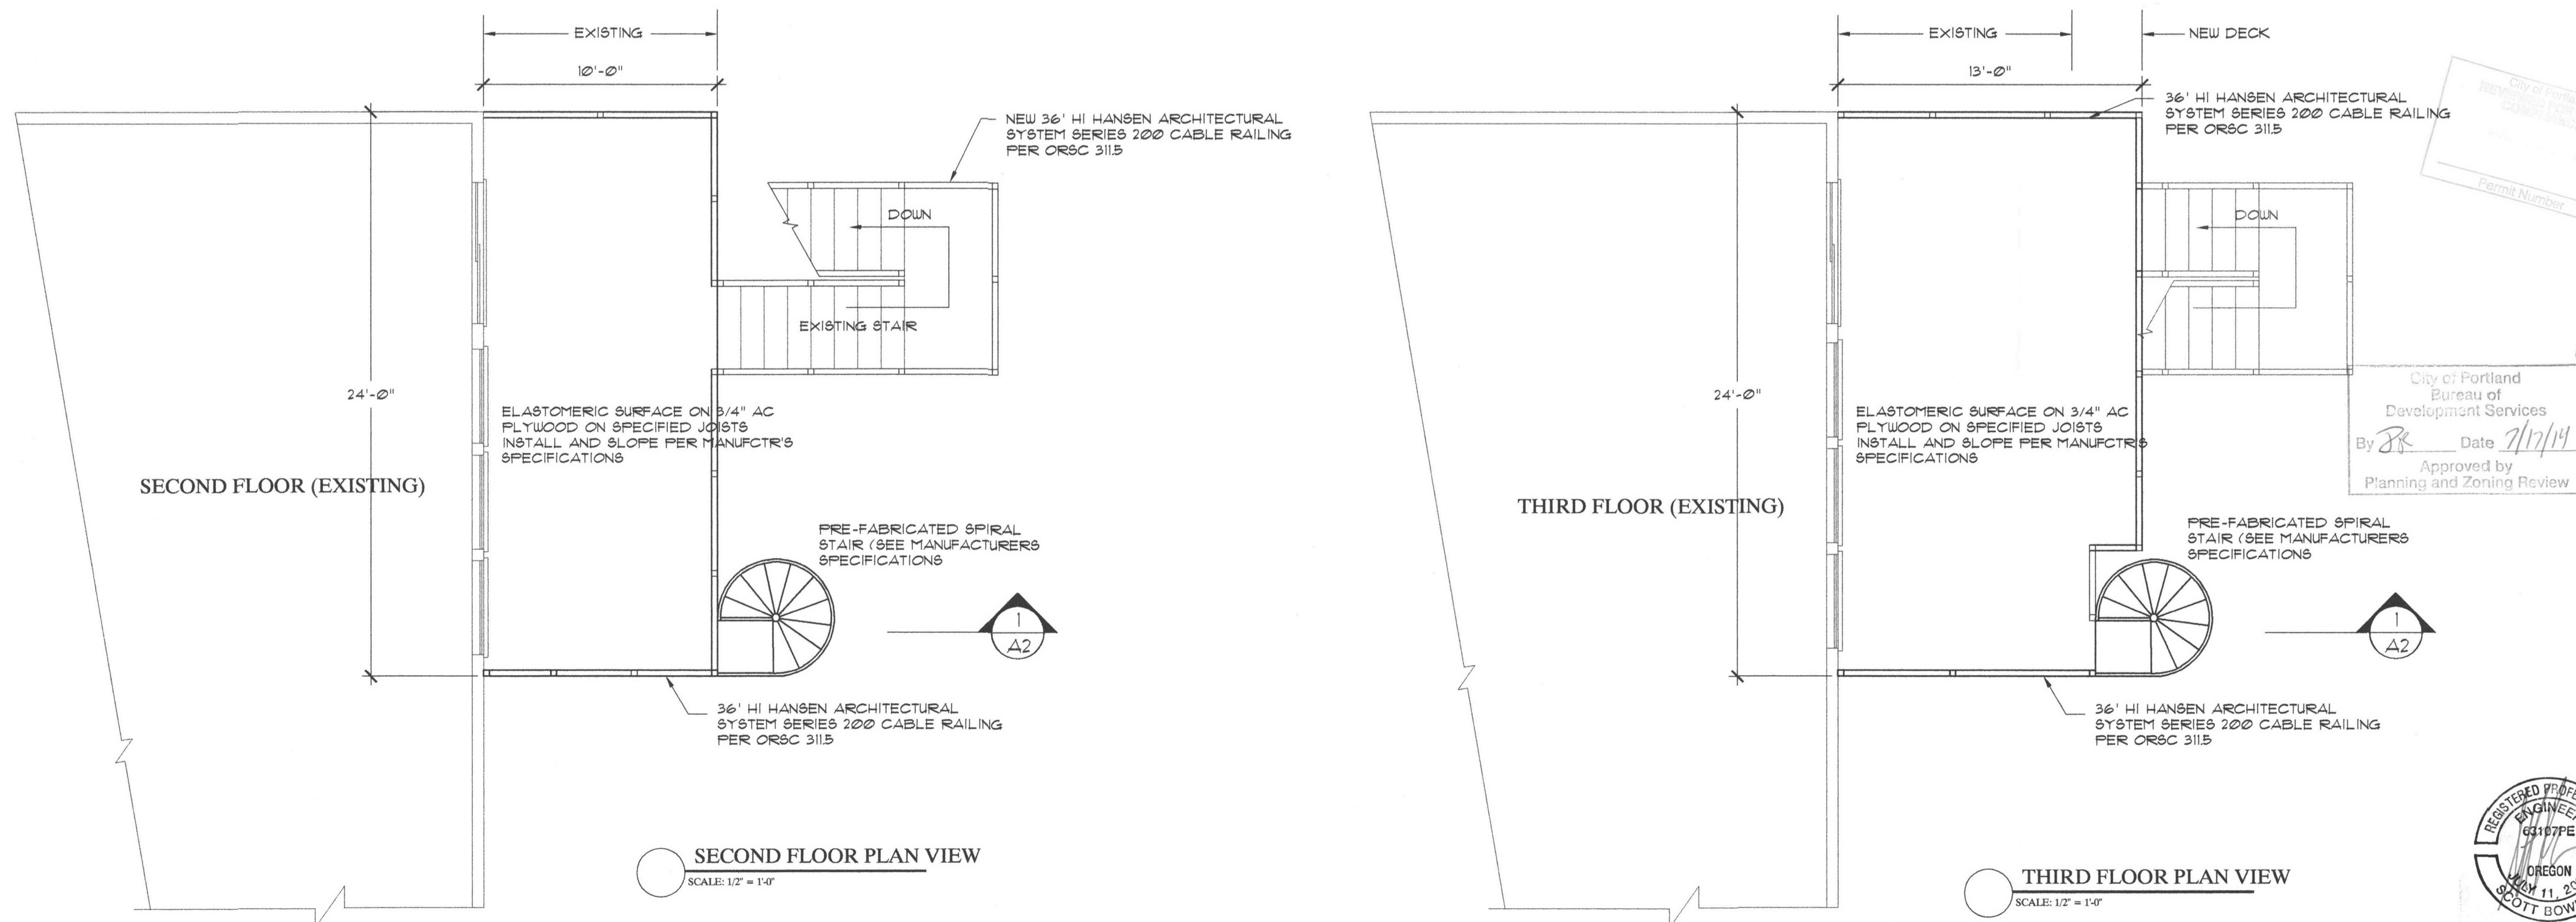 EXISTING
10'-0"
NEW 36' HI HANSEN ARCHITECTURAL
SYSTEM SERIES 200 CABLE RAILING
PER ORSC 311.5
DOWN
EXISTING STAIR
24'-0"
ELASTOMERIC SURFACE ON 3/4" AC
PLYWOOD ON SPECIFIED JOISTS
INSTALL AND SLOPE PER MANUFCTR'S
SPECIFICATIONS
SECOND FLOOR (EXISTING)
PRE-FABRICATED SPIRAL
STAIR (SEE MANUFACTURERS
SPECIFICATIONS
1
A2
36' HI HANSEN ARCHITECTURAL
SYSTEM SERIES 200 CABLE RAILING
PER ORSC 311.5
SECOND FLOOR PLAN VIEW
SCALE: 1/2" = 1'-0"
EXISTING
NEW DECK
13'-0"
36' HI HANSEN ARCHITECTURAL
SYSTEM SERIES 200 CABLE RAILING
PER ORSC 311.5
City of
Permit Number
DOWN
24'-0"
City of Portland
Bureau of
Development Services
By Date 7/17/14
Approved by
Planning and Zoning Review
ELASTOMERIC SURFACE ON 3/4" AC
PLYWOOD ON SPECIFIED JOISTS
INSTALL AND SLOPE PER MANUFCTR'S
SPECIFICATIONS
THIRD FLOOR (EXISTING)
PRE-FABRICATED SPIRAL
STAIR (SEE MANUFACTURERS
SPECIFICATIONS
1
A2
36' HI HANSEN ARCHITECTURAL
SYSTEM SERIES 200 CABLE RAILING
PER ORSC 311.5
THIRD FLOOR PLAN VIEW
SCALE: 1/2" = 1'-0"
REGISTERED
63107PE
OREGON
JULY 11,
SCOTT